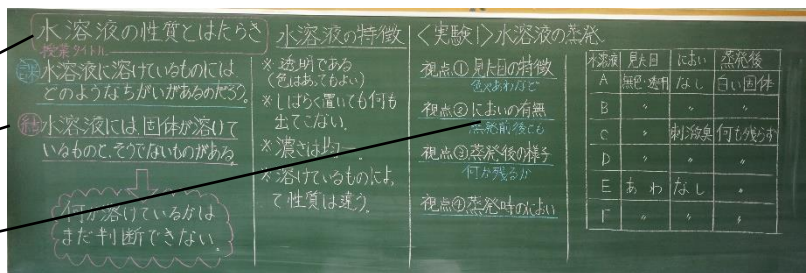 水溶液の性質とはたらき
授業タイトル
課 水溶液に溶けているものには、
どのようなちがいがあるのだろう。
結 水溶液には、固体が溶けて
いるものと、そうでないものがある。
何が溶けているかは
まだ判断できない。
水溶液の特徴
※透明である
(色はあってもよい)
※しばらく置いても何も
出てこない。
※濃さは均一。
※溶けているものによっ
て性質は違う。
〈実験1〉水溶液の蒸発
視点① 見た目の特徴
色やあわなど
視点② においの有無
蒸発前後にも
視点③ 蒸発後の様子
何が残るか
視点④ 蒸発時のにおい
水溶液 見た目 におい 蒸発後
A 無色・透明 なし 白い固体
B 〃 〃 〃
C 〃 刺激臭 何も残らず
D 〃 〃 〃
E あわ なし 〃
F 〃 〃 〃